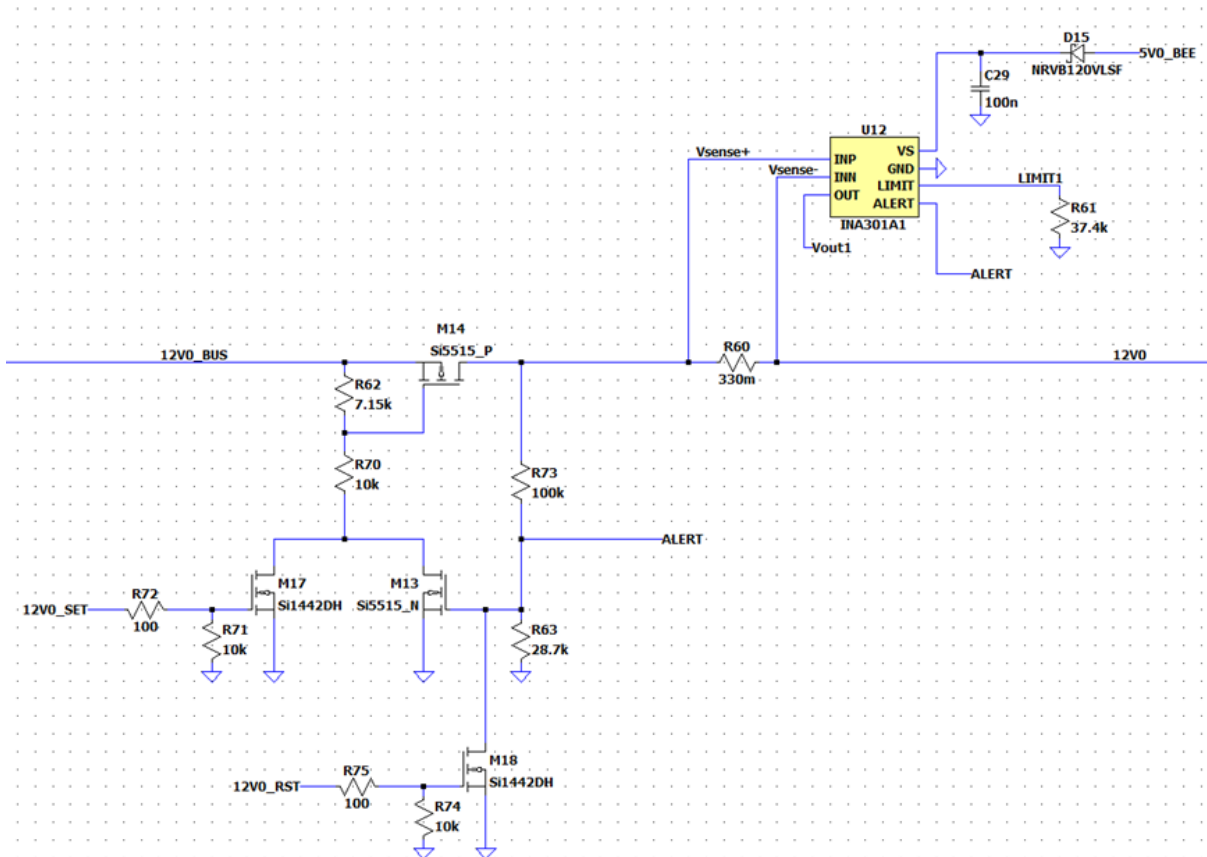 D15
5V0_BEE
NRVB120VLSF
C29
100n
U12
Vsense+
INP
VS
Vsense-
INN
GND
OUT
LIMIT
LIMIT1
ALERT
INA301A1
R61
37.4k
Vout1
ALERT
M14
12V0_BUS
Si5515_P
R60
330m
12V0
R62
7.15k
R70
10k
R73
100k
ALERT
M17
M13
12V0_SET
R72
100
Si1442DH
Si5515_N
R71
10k
R63
28.7k
M18
12V0_RST
R75
100
Si1442DH
R74
10k